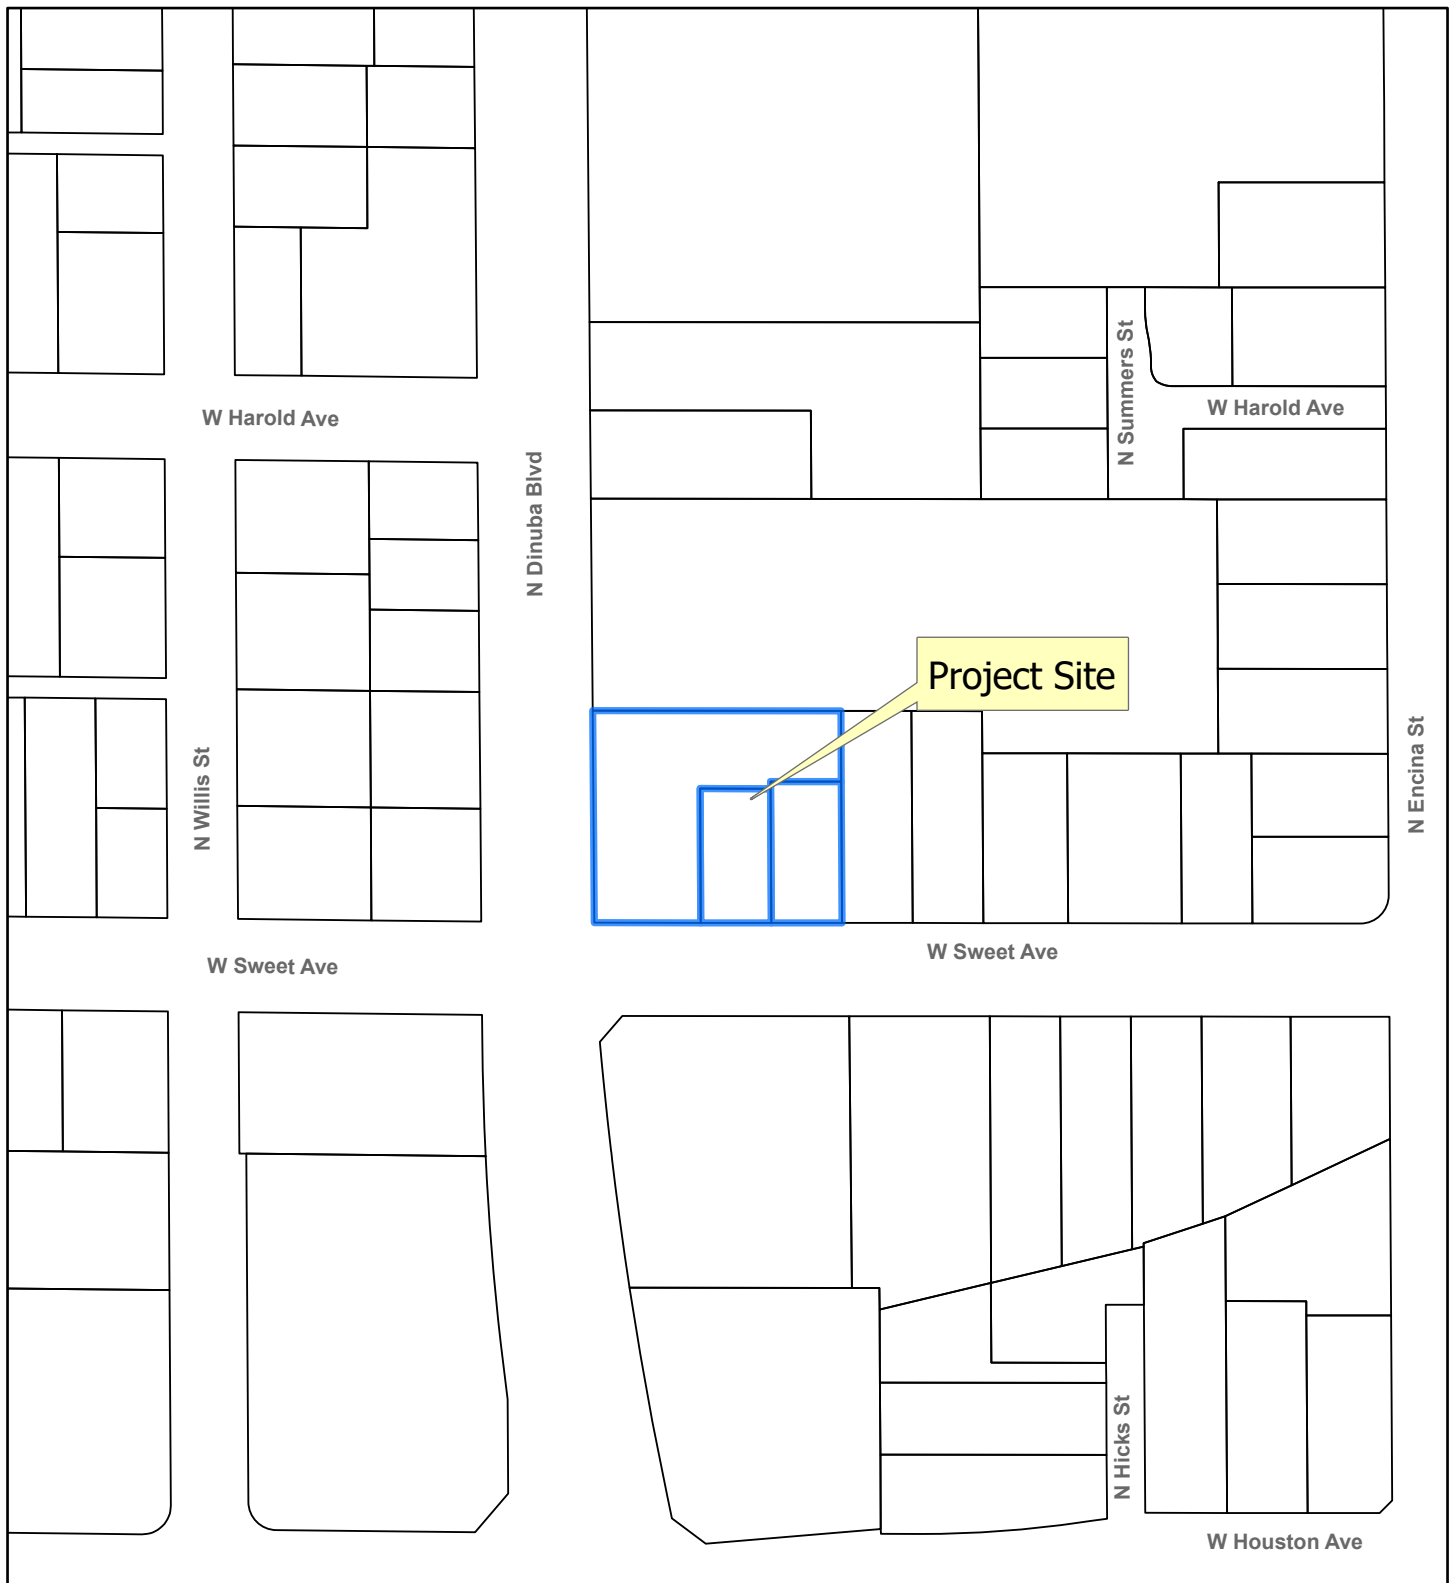 W Harold Ave
N Summers St
W Harold Ave
N Dinuba Blvd
Project Site
N Willis St
N Encina St
W Sweet Ave
W Sweet Ave
N Hicks St
W Houston Ave